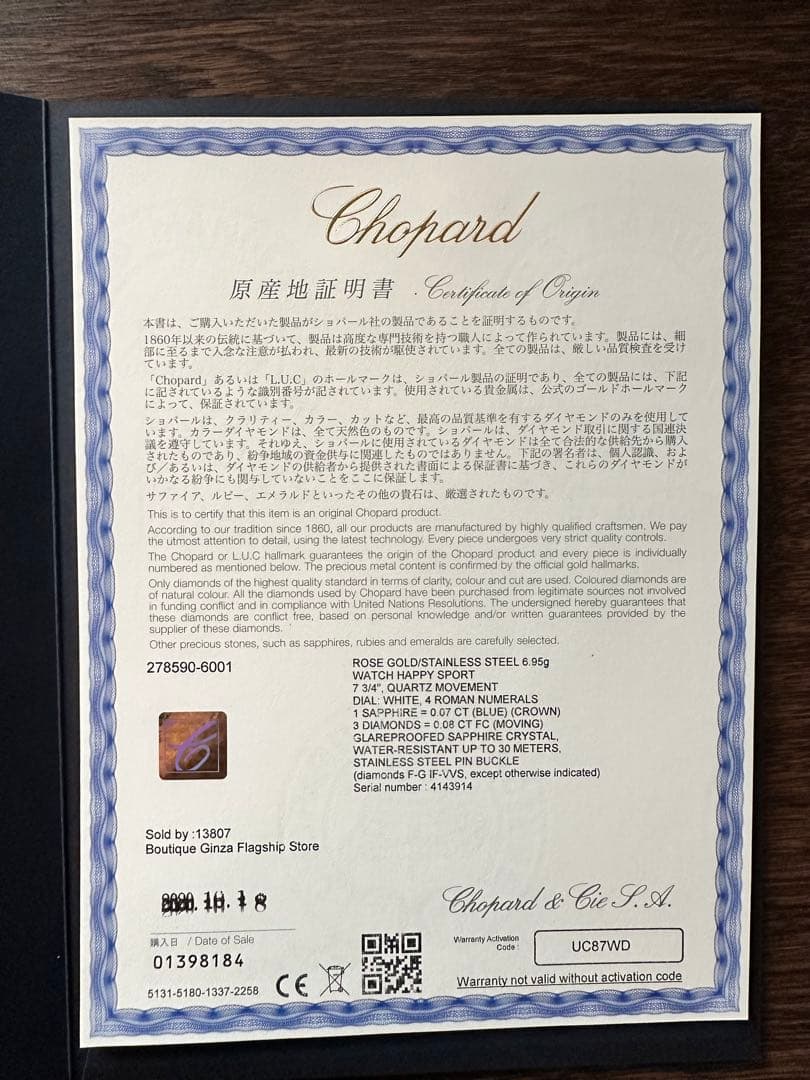 Chopard
原産地証明書 · Certificate of Origin
本書は、ご購入いただいた製品がショパール社の製品であることを証明するものです。
1860年以来の伝統に基づいて、製品は高度な専門技術を持つ職人によって作られています。製品には、細
部に至るまで入念な注意が払われ、最新の技術が駆使されています。全ての製品は、厳しい品質検査を受け
ています。
「Chopard」あるいは「L.U.C」のホールマークは、ショパール製品の証明であり、全ての製品には、下記
に記されているような識別番号が記されています。使用されている貴金属は、公式のゴールドホールマーク
によって、保証されています。
ショパールは、クラリティー、カラー、カットなど、最高の品質基準を有するダイヤモンドのみを使用して
います。カラーダイヤモンドは、全て天然色のものです。ショパールは、ダイヤモンド取引に関する国連決
議を遵守しています。それゆえ、ショパールに使用されているダイヤモンドは全て合法的な供給先から購入
されたものであり、紛争地域の資金供与に関連したものではありません。下記の署名者は、個人認識、およ
び／あるいは、ダイヤモンドの供給者から提供された書面による保証書に基づき、これらのダイヤモンドが
いかなる紛争にも関与していないことをここに保証します。
サファイア、ルビー、エメラルドといったその他の貴石は、厳選されたものです。
This is to certify that this item is an original Chopard product.
According to our tradition since 1860, all our products are manufactured by highly qualified craftsmen. We pay
the utmost attention to detail, using the latest technology. Every piece undergoes very strict quality controls.
The Chopard or L.U.C hallmark guarantees the origin of the Chopard product and every piece is individually
numbered as mentioned below. The precious metal content is confirmed by the official gold hallmarks.
Only diamonds of the highest quality standard in terms of clarity, colour and cut are used. Coloured diamonds are
of natural colour. All the diamonds used by Chopard have been purchased from legitimate sources not involved
in funding conflict and in compliance with United Nations Resolutions. The undersigned hereby guarantees that
these diamonds are conflict free, based on personal knowledge and/or written guarantees provided by the
supplier of these diamonds.
Other precious stones, such as sapphires, rubies and emeralds are carefully selected.
278590-6001
ROSE GOLD/STAINLESS STEEL 6.95g
WATCH HAPPY SPORT
7 3/4", QUARTZ MOVEMENT
DIAL: WHITE, 4 ROMAN NUMERALS
1 SAPPHIRE = 0.07 CT (BLUE) (CROWN)
3 DIAMONDS = 0.08 CT FC (MOVING)
GLAREPROOFED SAPPHIRE CRYSTAL,
WATER-RESISTANT UP TO 30 METERS,
STAINLESS STEEL PIN BUCKLE
(diamonds F-G IF-VVS, except otherwise indicated)
Serial number : 4143914
Sold by :13807
Boutique Ginza Flagship Store
Chopard & Cie S.A.
購入日 / Date of Sale
01398184
5131-5180-1337-2258
CE
Warranty Activation
Code :
UC87WD
Warranty not valid without activation code